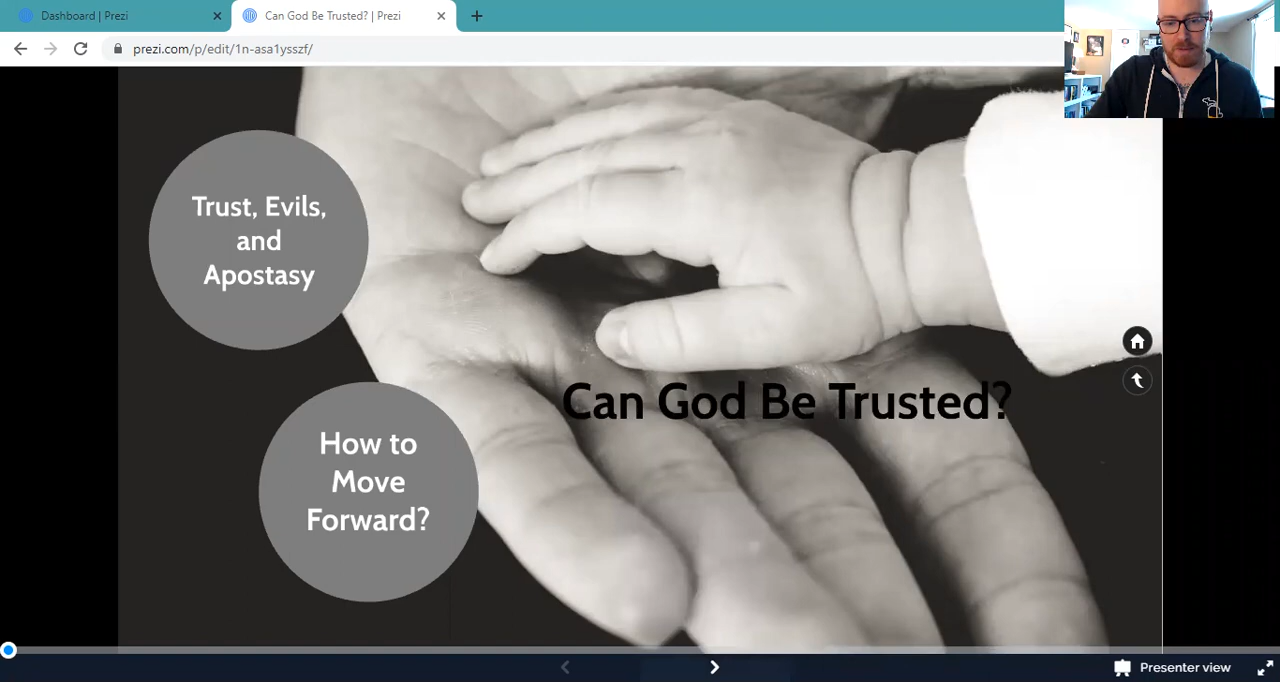 Dashboard | Prezi
Can God Be Trusted? | Prezi
prezi.com/p/edit/1n-asa1ysszf/
Trust, Evils,
and
Apostasy
Can God Be Trusted?
How to
Move
Forward?
Presenter view